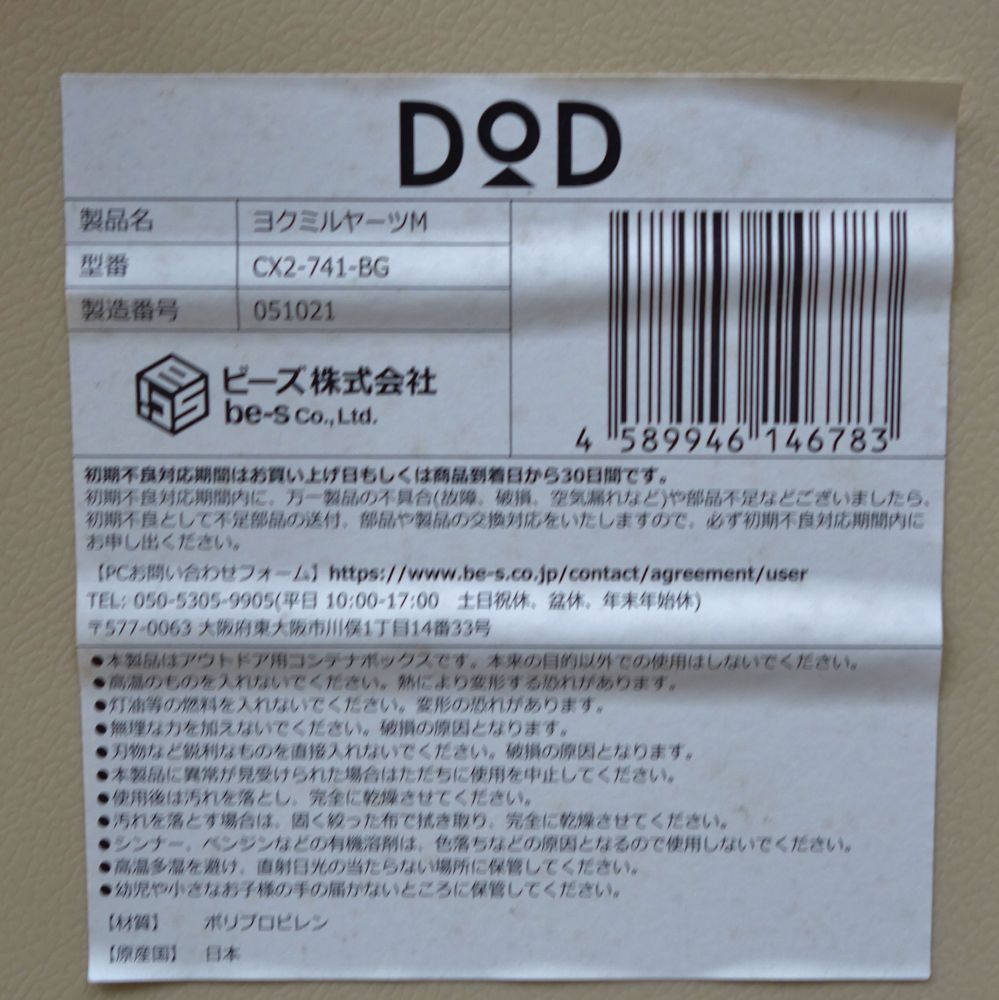 DOD
製品名 ヨクミルヤーツM
型番 CX2-741-BG
製造番号 051021
ビーズ株式会社
be-s Co., Ltd.
4 589946 146783
初期不良対応期間はお買い上げ日もしくは商品到着日から30日間です。
初期不良対応期間内に、万一製品の不具合(故障、破損、空気漏れなど)や部品不足などございましたら、
初期不良として不足部品の送付、部品や製品の交換対応をいたしますので、必ず初期不良対応期間内に
お申し出ください。
【PCお問い合わせフォーム】https://www.be-s.co.jp/contact/agreement/user
TEL: 050-5305-9905(平日 10:00-17:00 土日祝休、盆休、年末年始休)
〒577-0063 大阪府東大阪市川俣1丁目14番33号
●本製品はアウトドア用コンテナボックスです。本来の目的以外での使用はしないでください。
●高温のものを入れないでください。熱により変形する恐れがあります。
●灯油等の燃料を入れないでください。変形の恐れがあります。
●無理な力を加えないでください。破損の原因となります。
●刃物など鋭利なものを直接入れないでください。破損の原因となります。
●本製品に異常が見受けられた場合はただちに使用を中止してください。
●使用後は汚れを落とし、完全に乾燥させてください。
●汚れを落とす場合は、固く絞った布で拭き取り、完全に乾燥させてください。
●シンナー、ベンジンなどの有機溶剤は、色落ちなどの原因となるので使用しないでください。
●高温多湿を避け、直射日光の当たらない場所に保管してください。
●幼児や小さなお子様の手の届かないところに保管してください。
【材質】 ポリプロピレン
【原産国】 日本